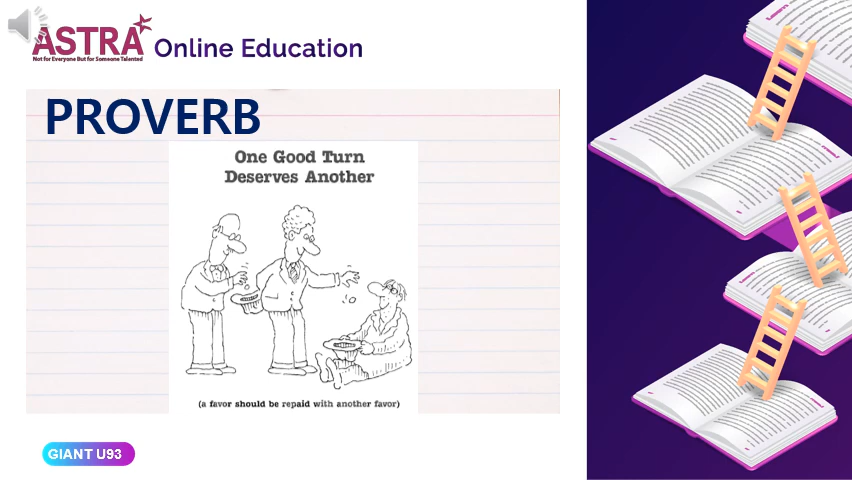 ASTRA
Not for Everyone But for Someone Talented
Online Education
PROVERB
One Good Turn
Deserves Another
(a favor should be repaid with another favor)
GIANT U93